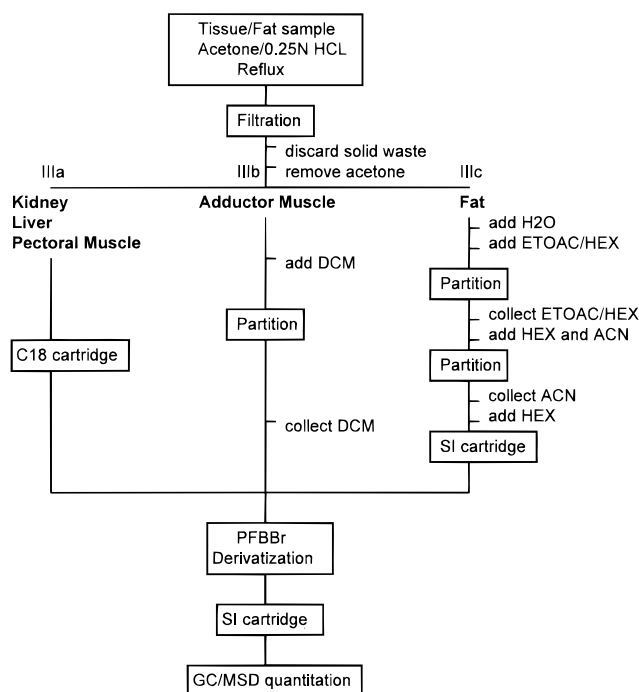 Tissue/Fat sample
Acetone/0.25N HCL
Reflux
Filtration
discard solid waste
remove acetone
IIIa
IIIb
IIIc
Kidney
Liver
Pectoral Muscle
C18 cartridge
Adductor Muscle
add DCM
Partition
collect DCM
Fat
add H2O
add ETOAC/HEX
Partition
collect ETOAC/HEX
add HEX and ACN
Partition
collect ACN
add HEX
SI cartridge
PFBBr
Derivatization
SI cartridge
GC/MSD quantitation